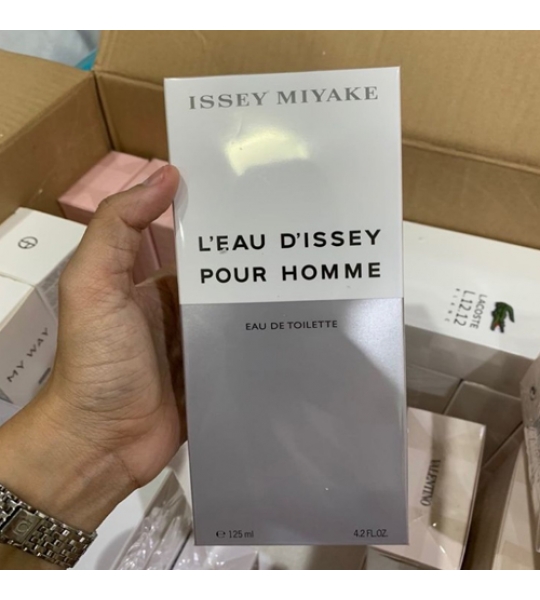 ISSEY MIYAKE
L'EAU D'ISSEY
POUR HOMME
EAU DE TOILETTE
℮ 125 ml
4.2 FL.OZ.
MY WAY
LACOSTE
L.12.12
VALENTINO